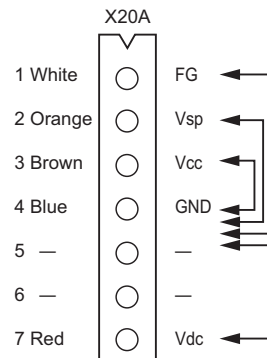 X20A
1 White FG
2 Orange Vsp
3 Brown Vcc
4 Blue GND
5 — —
6 — —
7 Red Vdc